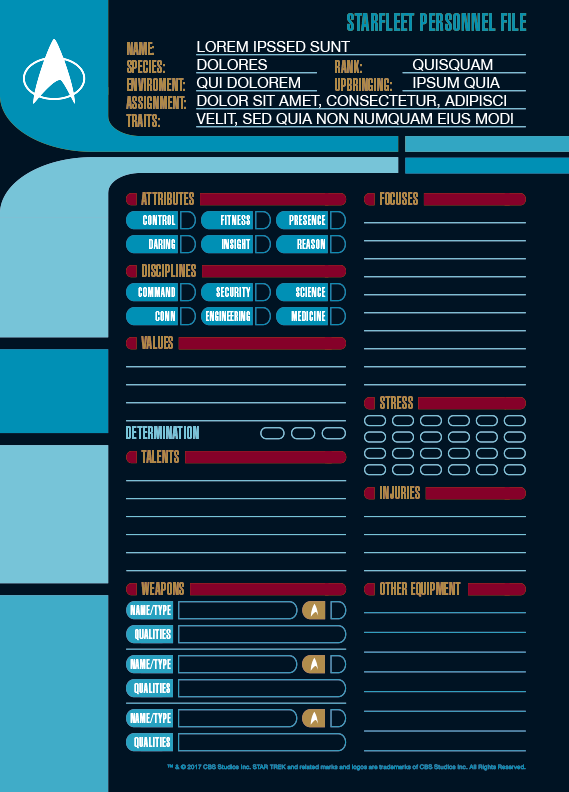 STARFLEET PERSONNEL FILE
NAME: LOREM IPSSED SUNT
SPECIES: DOLORES RANK: QUISQUAM
ENVIROMENT: QUI DOLOREM UPBRINGING: IPSUM QUIA
ASSIGNMENT: DOLOR SIT AMET, CONSECTETUR, ADIPISCI
TRAITS: VELIT, SED QUIA NON NUMQUAM EIUS MODI
ATTRIBUTES
CONTROL FITNESS PRESENCE
DARING INSIGHT REASON
DISCIPLINES
COMMAND SECURITY SCIENCE
CONN ENGINEERING MEDICINE
VALUES
DETERMINATION
TALENTS
WEAPONS
NAME/TYPE
QUALITIES
NAME/TYPE
QUALITIES
NAME/TYPE
QUALITIES
FOCUSES
STRESS
INJURIES
OTHER EQUIPMENT
™ & © 2017 CBS Studios Inc. STAR TREK and related marks and logos are trademarks of CBS Studios Inc. All Rights Reserved.